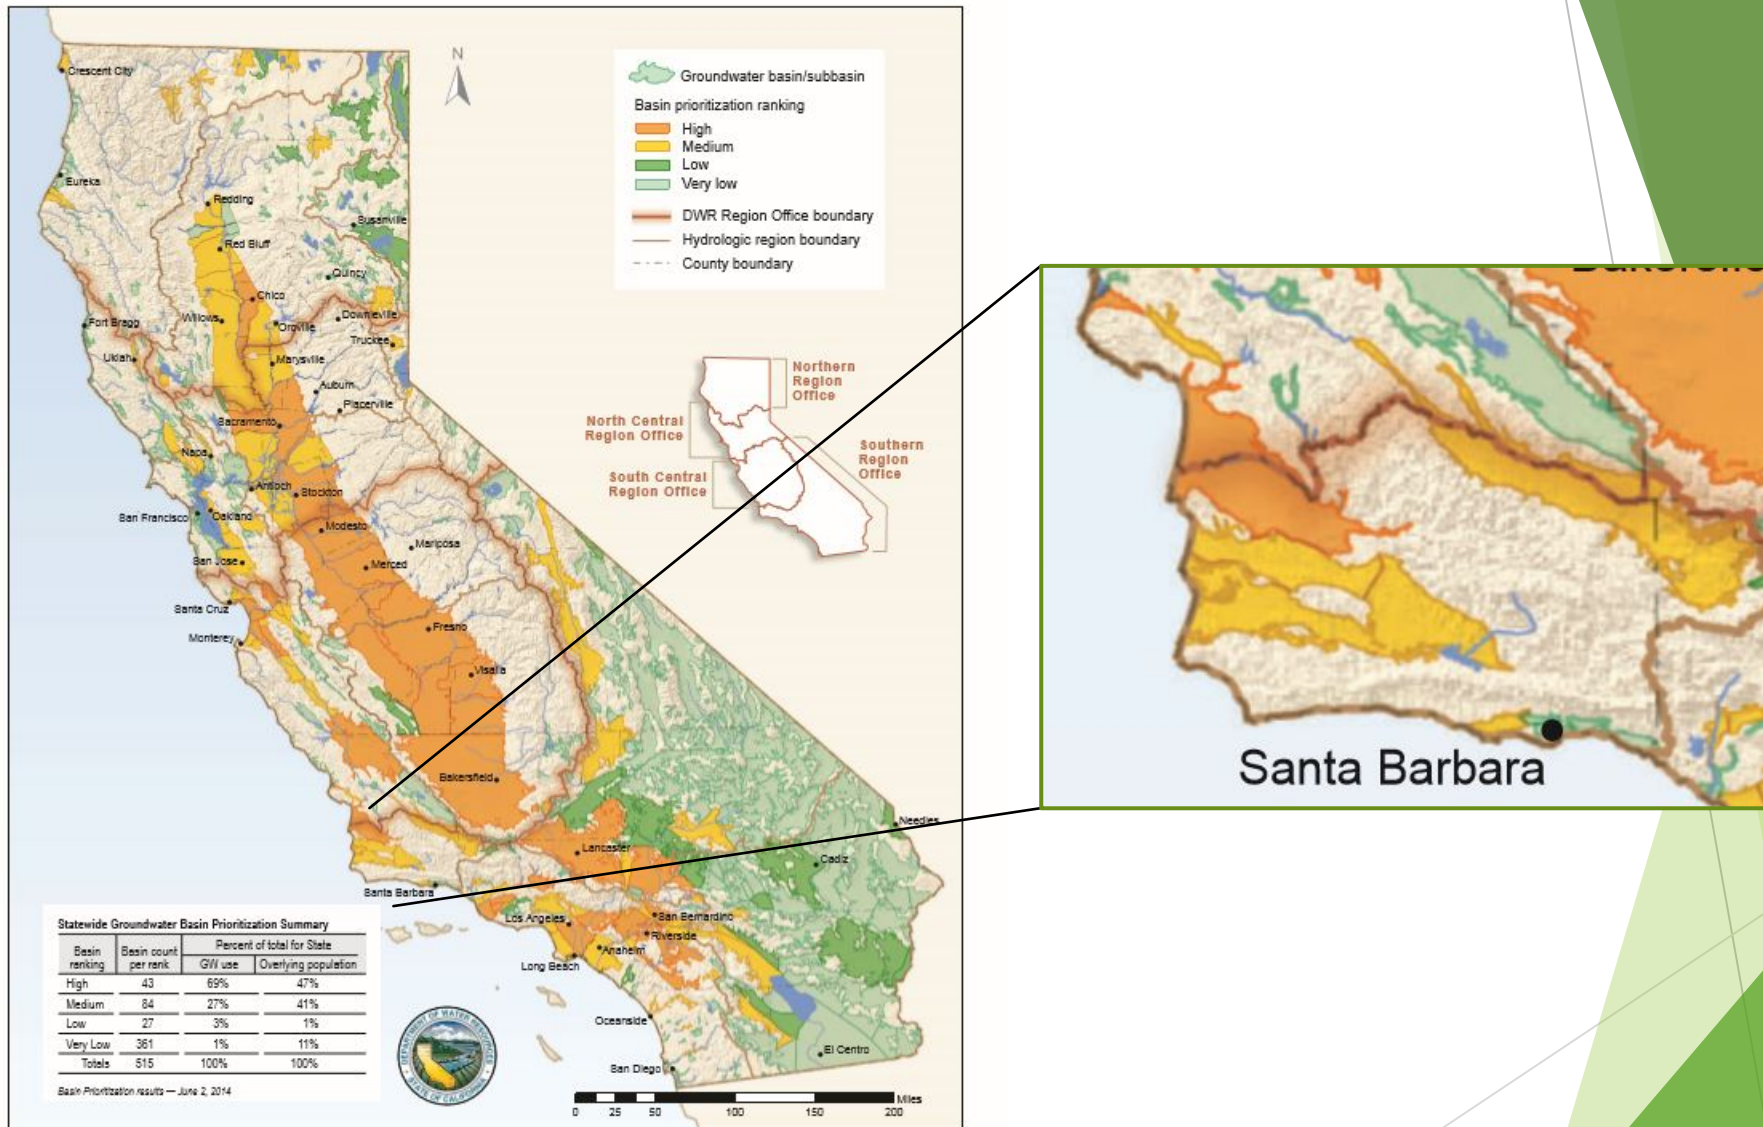 N
Groundwater basin/subbasin
Basin prioritization ranking
High
Medium
Low
Very low
DWR Region Office boundary
Hydrologic region boundary
County boundary
Northern
Region
Office
North Central
Region Office
South Central
Region Office
Southern
Region
Office
Crescent City
Eureka
Redding
Red Bluff
Susanville
Quincy
Chico
Fort Bragg
Willows
Oroville
Downieville
Truckee
Ukiah
Marysville
Auburn
Placerville
Sacramento
Napa
Antioch
Stockton
San Francisco
Oakland
Modesto
Mariposa
San Jose
Merced
Santa Cruz
Fresno
Monterey
Visalia
Bakersfield
Needles
Lancaster
Cadiz
Santa Barbara
Los Angeles
San Bernardino
Riverside
Anaheim
Long Beach
Oceanside
El Centro
San Diego
Santa Barbara
Statewide Groundwater Basin Prioritization Summary
Basin ranking Basin count per rank Percent of total for State
GW use Overlying population
High 43 69% 47%
Medium 84 27% 41%
Low 27 3% 1%
Very Low 361 1% 11%
Totals 515 100% 100%
Basin Prioritization results — June 2, 2014
DEPARTMENT OF WATER RESOURCES
STATE OF CALIFORNIA
Miles
0 25 50 100 150 200